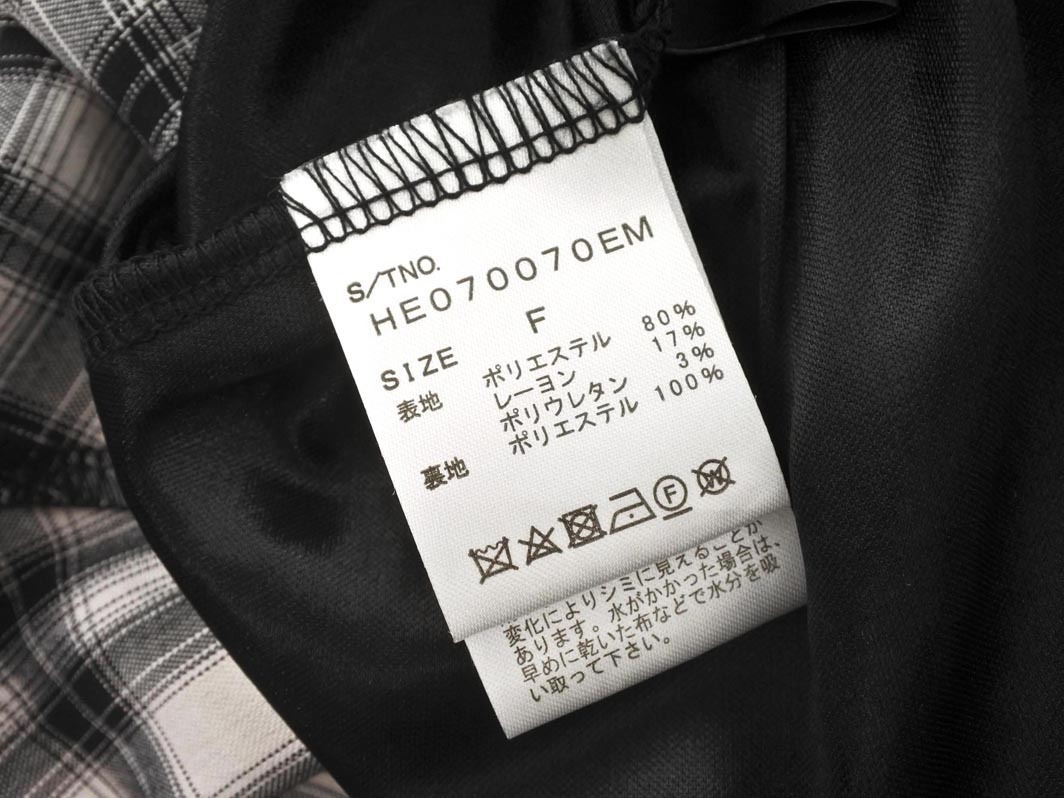 S/TNO.
HE070070EM
SIZE F
表地 ポリエステル 80%
レーヨン 17%
ポリウレタン 3%
裏地 ポリエステル 100%
F W
変化によりシミに見えることが
あります。水がかかった場合は、
早めに乾いた布などで水分を吸
い取って下さい。